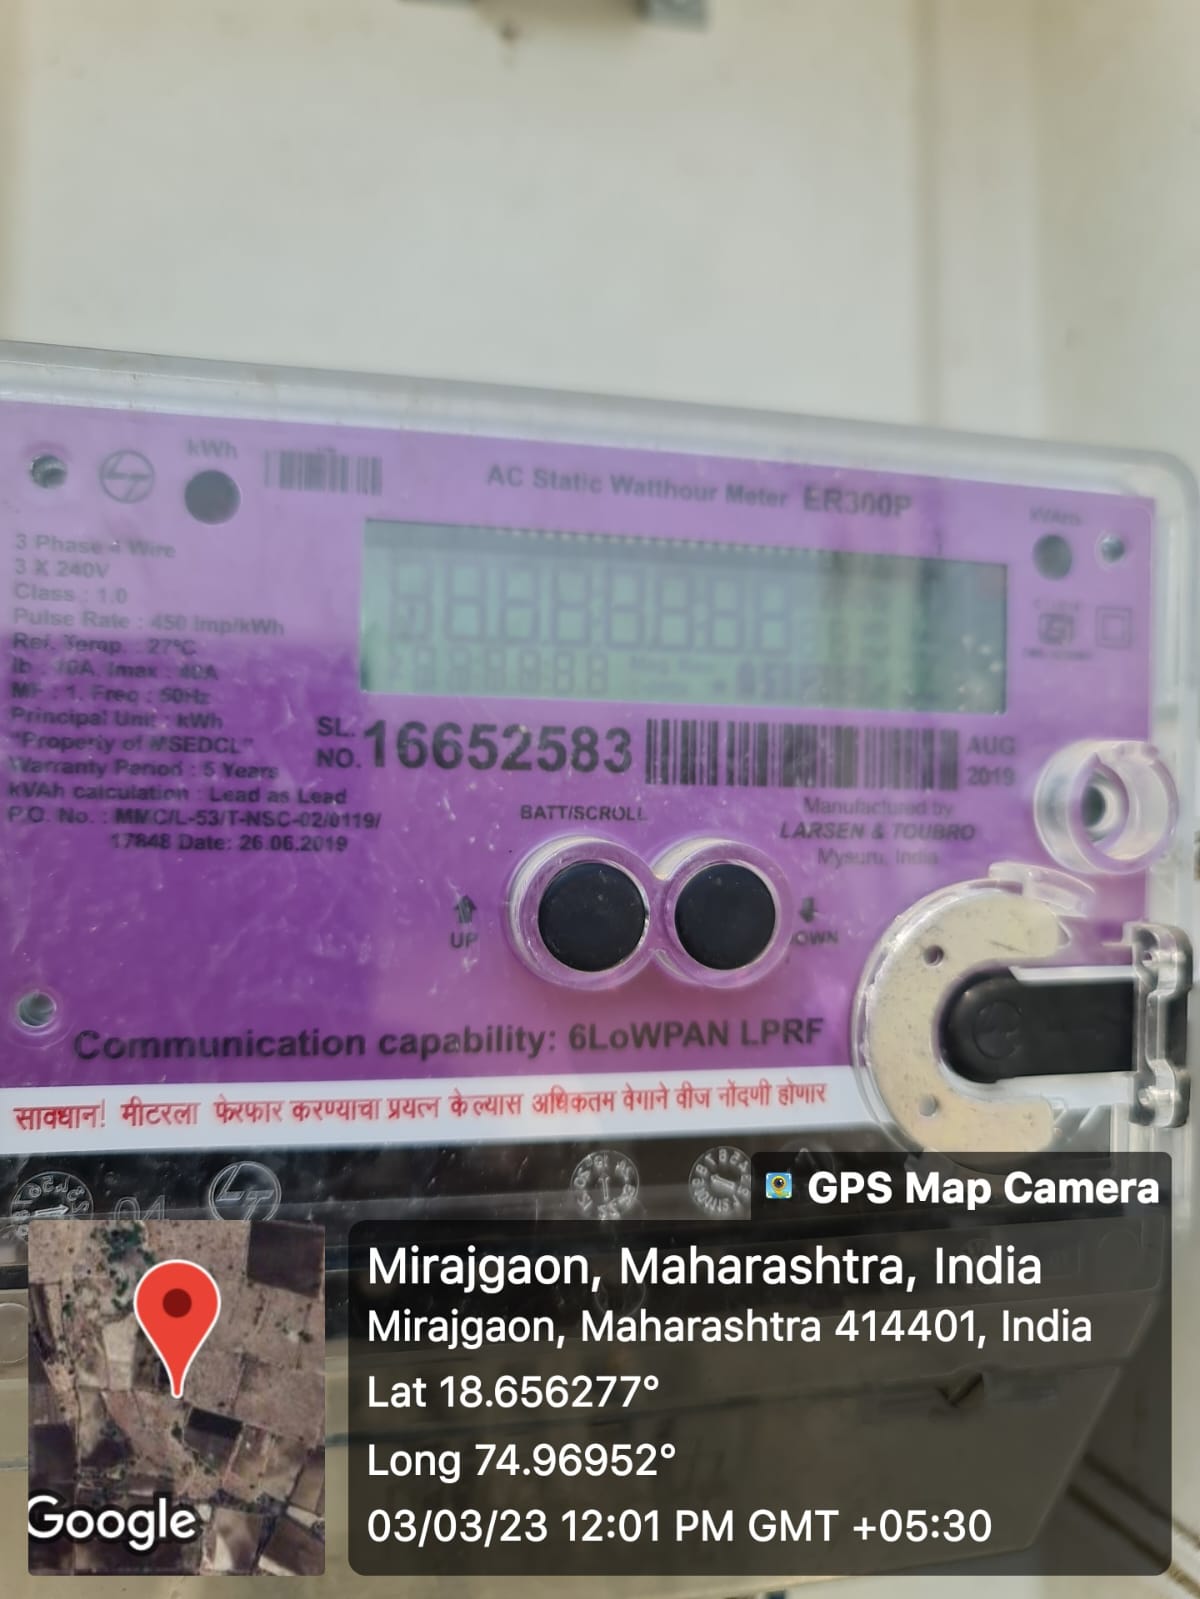 kWh
AC Static Watthour Meter ER300P
kVArh
3 Phase 4 Wire
3 X 240V
Class : 1.0
Pulse Rate : 450 Imp/kWh
Ref. Temp. : 27°C
Ib : 10A, Imax : 40A
MF : 1, Freq : 50Hz
Principal Unit : kWh
"Property of MSEDCL"
Warranty Period : 5 Years
kVAh calculation : Lead as Lead
P.O. No. : MMC/L-53/T-NSC-02/0119/
17848 Date: 26.06.2019
SL.
NO. 16652583
AUG
2019
BATT/SCROLL
Manufactured by
LARSEN & TOUBRO
Mysuru, India
UP
DOWN
Communication capability: 6LoWPAN LPRF
सावधान! मीटरला फेरफार करण्याचा प्रयत्न केल्यास अधिकतम वेगाने वीज नोंदणी होणार
GPS Map Camera
Mirajgaon, Maharashtra, India
Mirajgaon, Maharashtra 414401, India
Lat 18.656277°
Long 74.96952°
03/03/23 12:01 PM GMT +05:30
Google